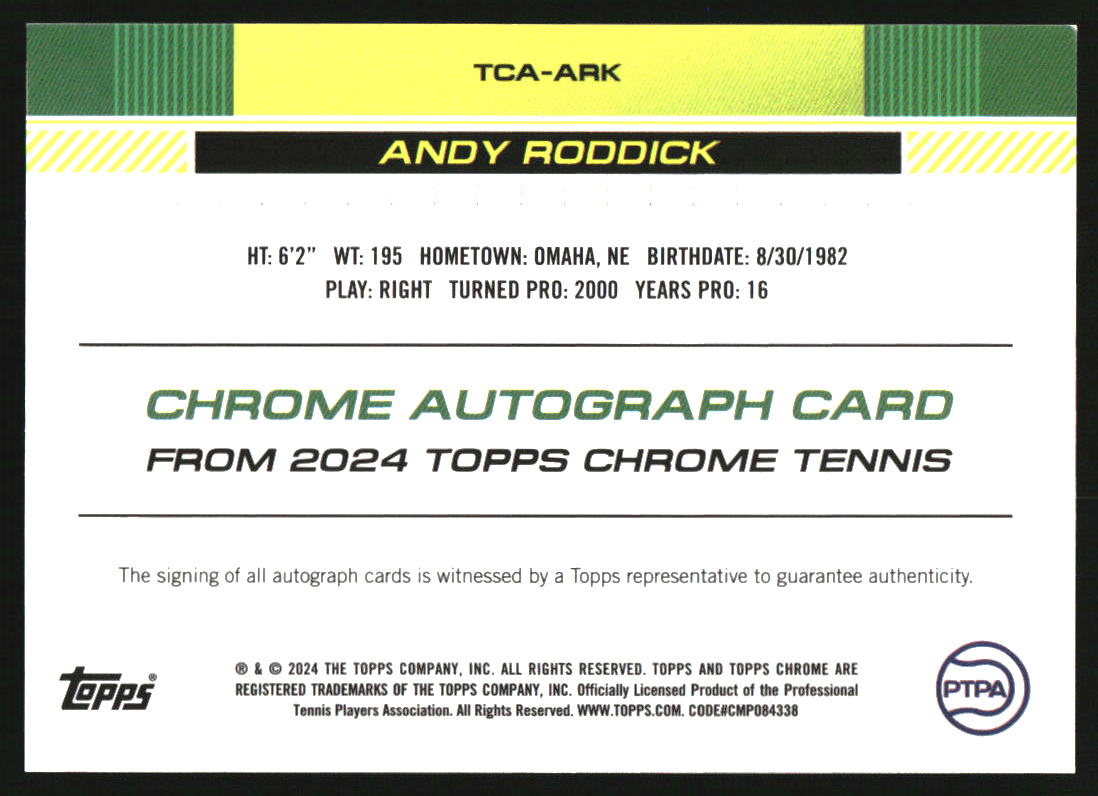 TCA-ARK
ANDY RODDICK
HT: 6'2" WT: 195 HOMETOWN: OMAHA, NE BIRTHDATE: 8/30/1982
PLAY: RIGHT TURNED PRO: 2000 YEARS PRO: 16
CHROME AUTOGRAPH CARD
FROM 2024 TOPPS CHROME TENNIS
The signing of all autograph cards is witnessed by a Topps representative to guarantee authenticity.
topps®
® & © 2024 THE TOPPS COMPANY, INC. ALL RIGHTS RESERVED. TOPPS AND TOPPS CHROME ARE
REGISTERED TRADEMARKS OF THE TOPPS COMPANY, INC. Officially Licensed Product of the Professional
Tennis Players Association. All Rights Reserved. WWW.TOPPS.COM. CODE#CMP084338
PTPA